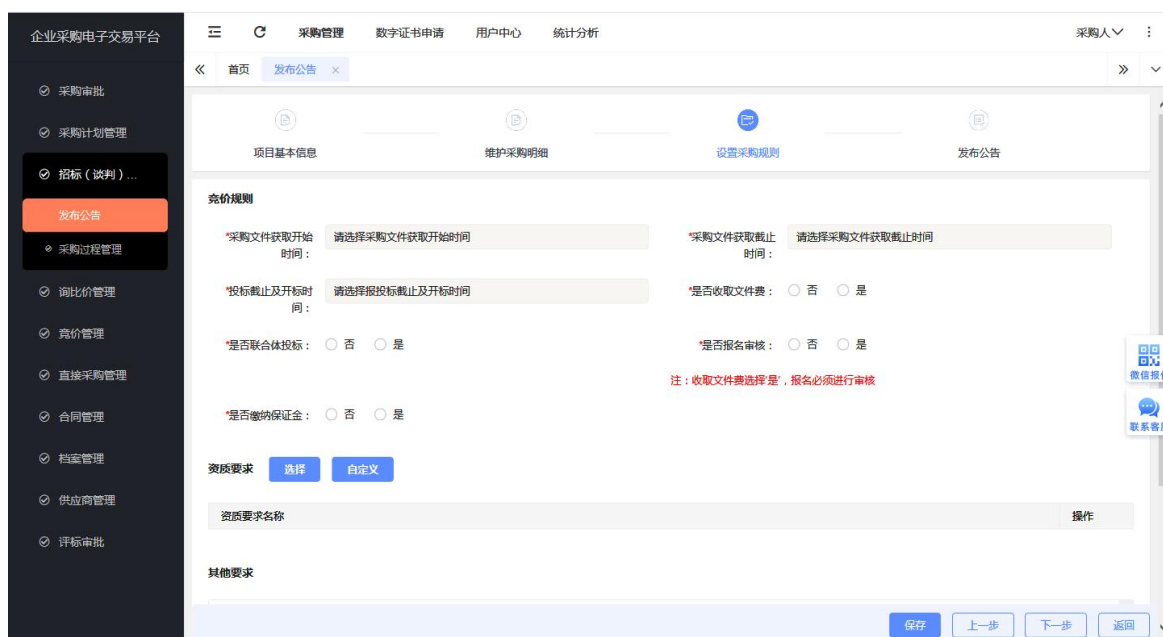 企业采购电子交易平台
采购管理 数字证书申请 用户中心 统计分析 采购人
首页 发布公告 ×
采购审批
采购计划管理
招标（谈判）...
发布公告
采购过程管理
询比价管理
竞价管理
直接采购管理
合同管理
档案管理
供应商管理
评标审批
项目基本信息 维护采购明细 设置采购规则 发布公告
竞价规则
*采购文件获取开始 请选择采购文件获取开始时间 *采购文件获取截止 请选择采购文件获取截止时间
时间： 时间：
*投标截止及开标时 请选择报投标截止及开标时间 *是否收取文件费： 否 是
间：
*是否联合体投标： 否 是 *是否报名审核： 否 是
注：收取文件费选择'是'，报名必须进行审核
*是否缴纳保证金： 否 是
资质要求 选择 自定义
资质要求名称 操作
其他要求
微信报
联系客
保存 上一步 下一步 返回